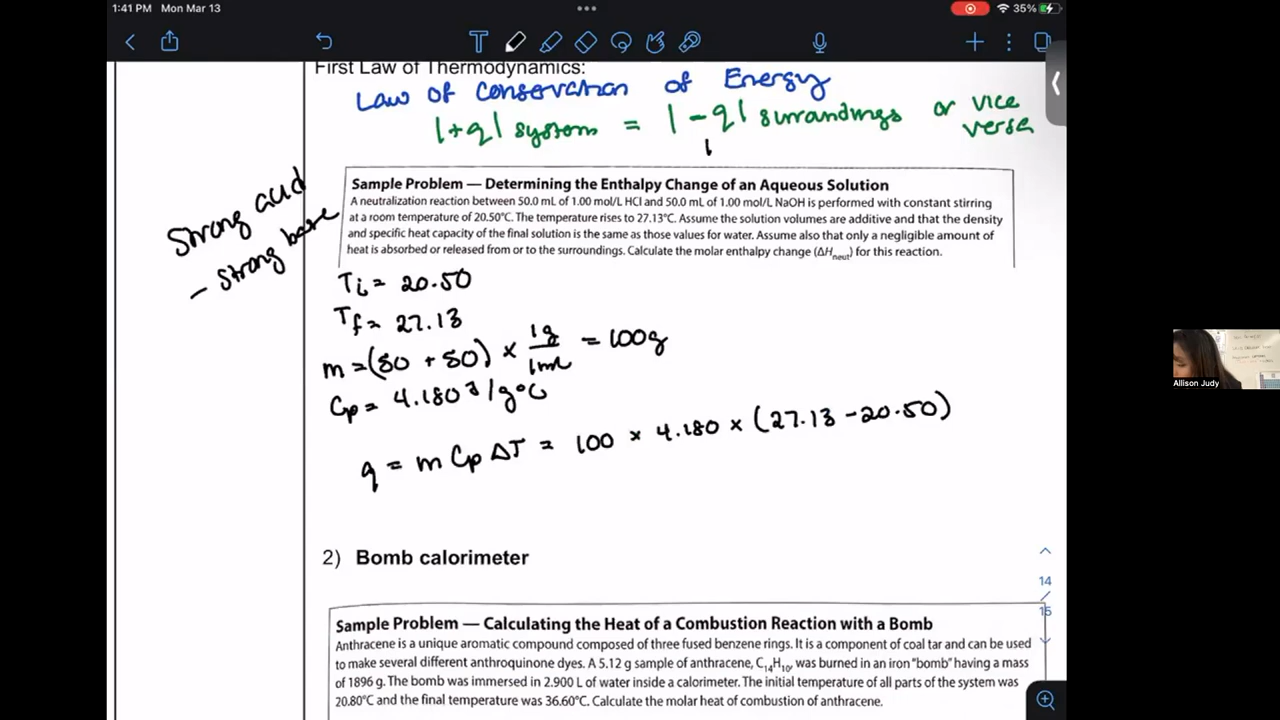 1:41 PM Mon Mar 13
35%
First Law of Thermodynamics:
Law of Conservation of Energy
|+q| system = |-q| surroundings or vice versa
Strong acid
- strong base
Sample Problem — Determining the Enthalpy Change of an Aqueous Solution
A neutralization reaction between 50.0 mL of 1.00 mol/L HCl and 50.0 mL of 1.00 mol/L NaOH is performed with constant stirring
at a room temperature of 20.50°C. The temperature rises to 27.13°C. Assume the solution volumes are additive and that the density
and specific heat capacity of the final solution is the same as those values for water. Assume also that only a negligible amount of
heat is absorbed or released from or to the surroundings. Calculate the molar enthalpy change (ΔHneut) for this reaction.
Ti = 20.50
Tf = 27.13
m = (50 + 50) × 1g/1mL = 100g
Cp = 4.180 J/g°C
q = m Cp ΔT = 100 × 4.180 × (27.13 - 20.50)
2) Bomb calorimeter
14
15
Sample Problem — Calculating the Heat of a Combustion Reaction with a Bomb
Anthracene is a unique aromatic compound composed of three fused benzene rings. It is a component of coal tar and can be used
to make several different anthroquinone dyes. A 5.12 g sample of anthracene, C14H10, was burned in an iron "bomb" having a mass
of 1896 g. The bomb was immersed in 2.900 L of water inside a calorimeter. The initial temperature of all parts of the system was
20.80°C and the final temperature was 36.60°C. Calculate the molar heat of combustion of anthracene.
Allison Judy